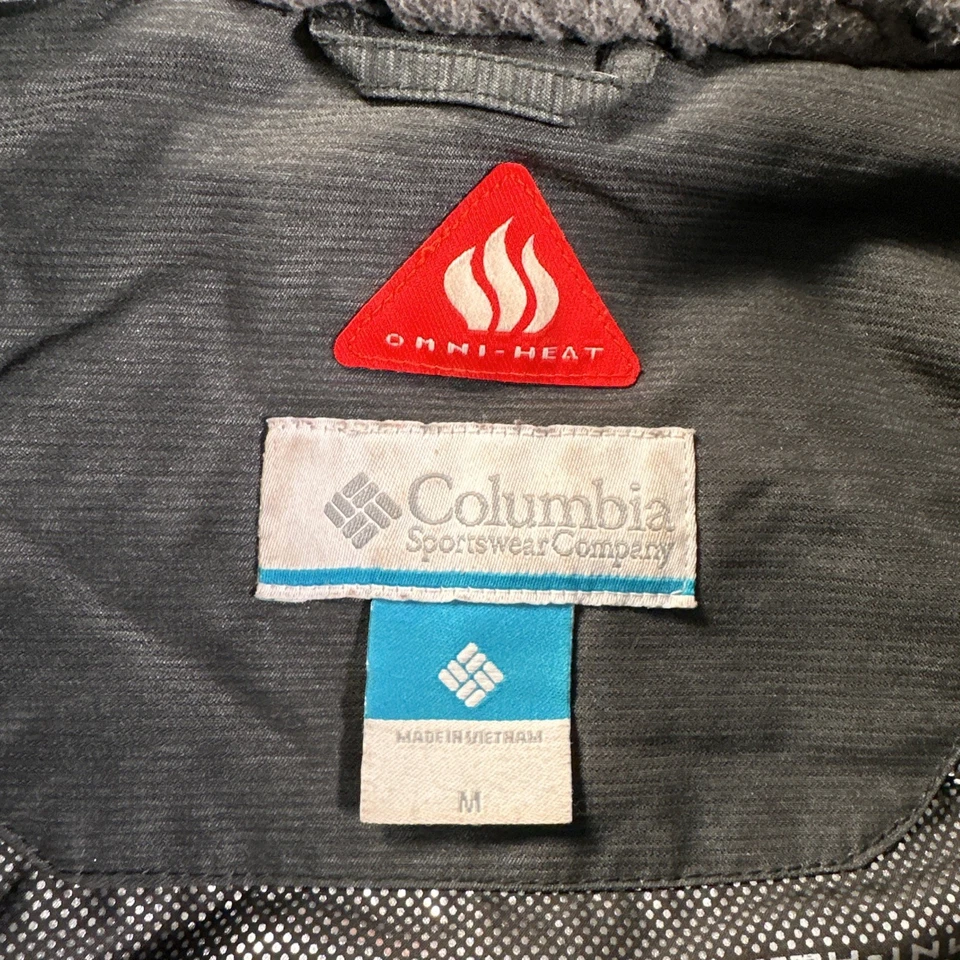 OMNI-HEAT
Columbia
Sportswear Company
MADE IN VIETNAM
M